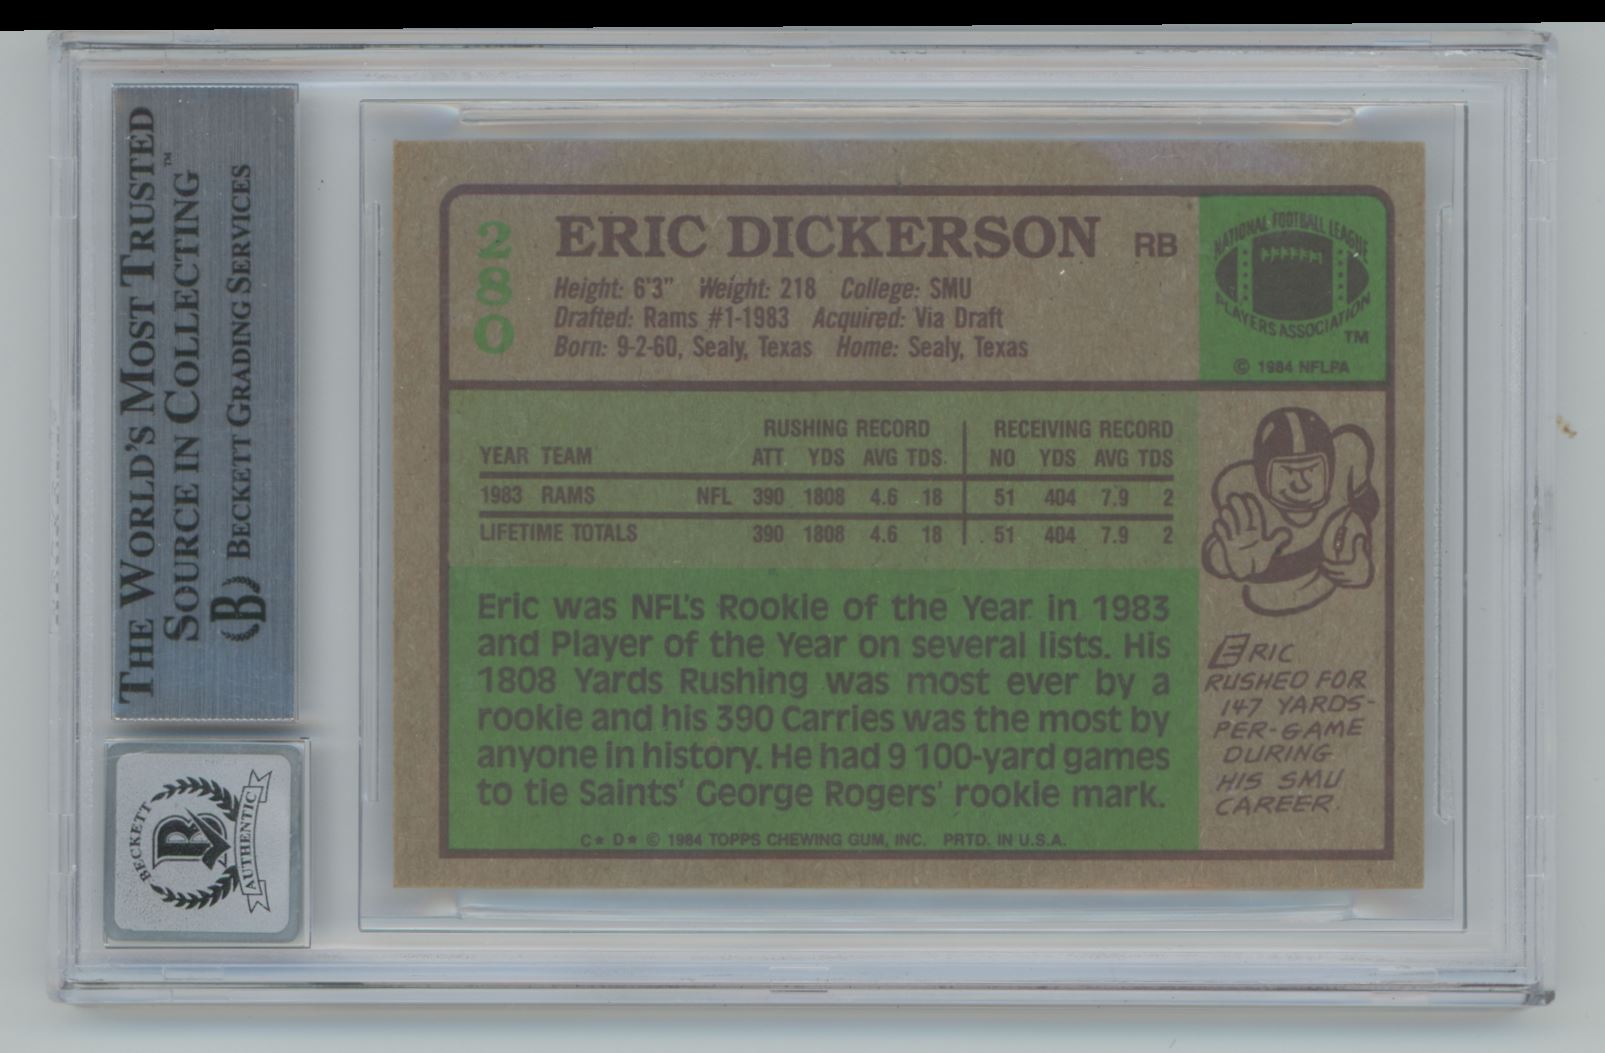 THE WORLD'S MOST TRUSTED
SOURCE IN COLLECTING™
BECKETT GRADING SERVICES
B
BECKETT
B
AUTHENTIC
280
ERIC DICKERSON RB
Height: 6'3" Weight: 218 College: SMU
Drafted: Rams #1-1983 Acquired: Via Draft
Born: 9-2-60, Sealy, Texas Home: Sealy, Texas
NATIONAL FOOTBALL LEAGUE
PLAYERS ASSOCIATION
TM
© 1984 NFLPA
RUSHING RECORD RECEIVING RECORD
YEAR TEAM ATT YDS AVG TDS NO YDS AVG TDS
1983 RAMS NFL 390 1808 4.6 18 51 404 7.9 2
LIFETIME TOTALS 390 1808 4.6 18 51 404 7.9 2
Eric was NFL's Rookie of the Year in 1983
and Player of the Year on several lists. His
1808 Yards Rushing was most ever by a
rookie and his 390 Carries was the most by
anyone in history. He had 9 100-yard games
to tie Saints' George Rogers' rookie mark.
C★ D★ © 1984 TOPPS CHEWING GUM, INC. PRTD. IN U.S.A.
ERIC
RUSHED FOR
147 YARDS-
PER-GAME
DURING
HIS SMU
CAREER.